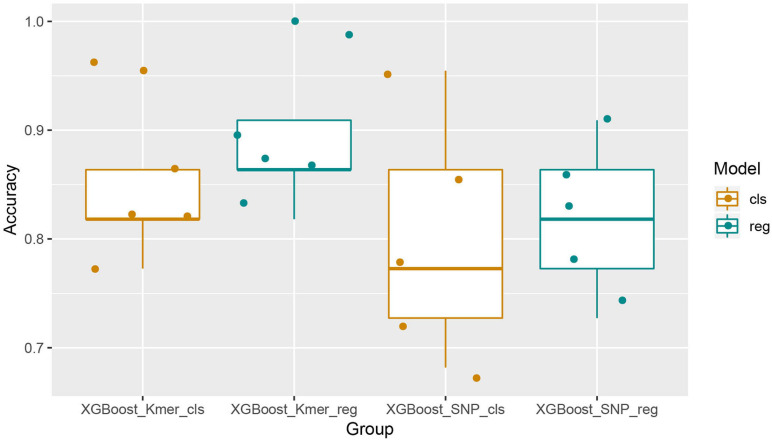 1.0
0.9
0.8
0.7
Accuracy
XGBoost_Kmer_cls
XGBoost_Kmer_reg
XGBoost_SNP_cls
XGBoost_SNP_reg
Group
Model
cls
reg